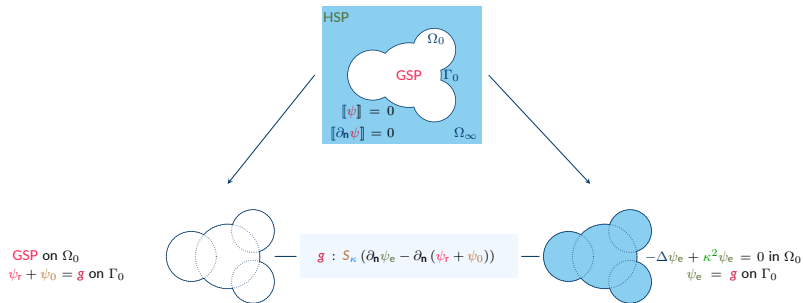 HSP
Ω₀
GSP
Γ₀
⟦ψ⟧ = 0
⟦∂ₙψ⟧ = 0
Ω∞
GSP on Ω₀
ψᵣ + ψ₀ = g on Γ₀
g : Sκ (∂ₙψₑ − ∂ₙ (ψᵣ + ψ₀))
−Δψₑ + κ²ψₑ = 0 in Ω₀
ψₑ = g on Γ₀